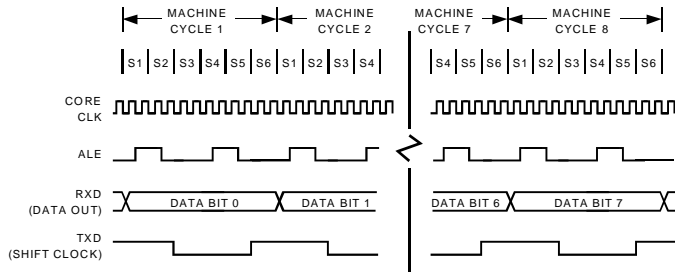 MACHINE CYCLE 1
MACHINE CYCLE 2
MACHINE CYCLE 7
MACHINE CYCLE 8
S1 S2 S3 S4 S5 S6 S1 S2 S3 S4
S4 S5 S6 S1 S2 S3 S4 S5 S6
CORE
CLK
ALE
RXD
(DATA OUT)
DATA BIT 0
DATA BIT 1
DATA BIT 6
DATA BIT 7
TXD
(SHIFT CLOCK)